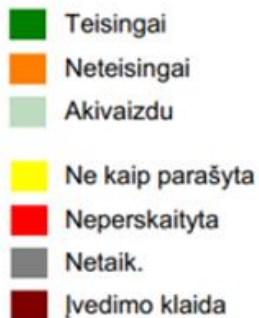 Teisingai
Neteisingai
Akivaizdu
Ne kaip parašyta
Neperskaityta
Netaik.
Įvedimo klaida